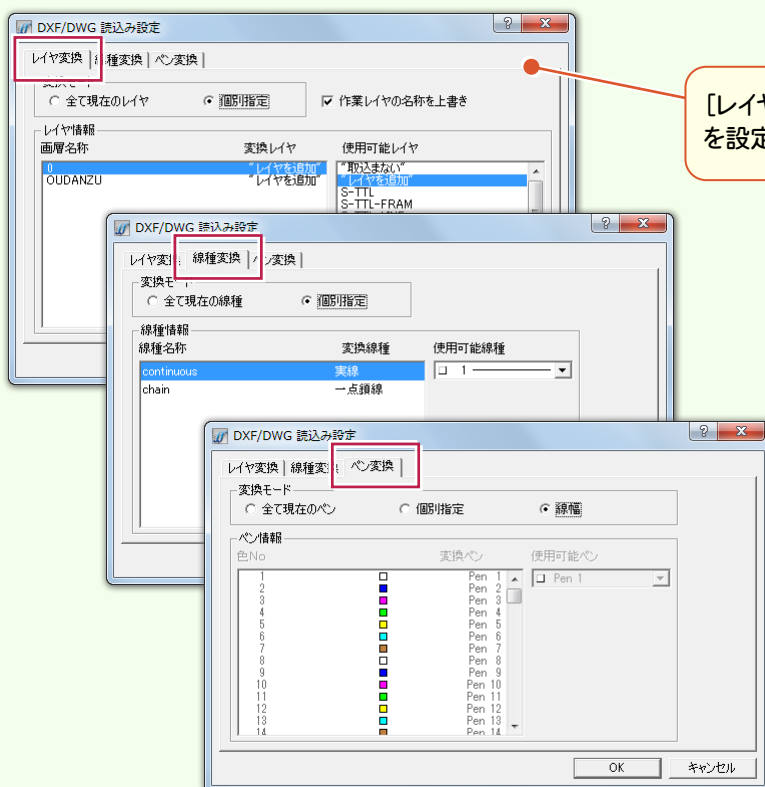 DXF/DWG 読込み設定
レイヤ変換 線種変換 ペン変換
変換モード
全て現在のレイヤ 個別指定 作業レイヤの名称を上書き
レイヤ情報
画層名称 変換レイヤ 使用可能レイヤ
0 "レイヤを追加" "取込まない"
OUDANZU "レイヤを追加" "レイヤを追加"
S-TTL
S-TTL-FRAM
[レイヤ
を設定
DXF/DWG 読込み設定
レイヤ変換 線種変換 ペン変換
変換モード
全て現在の線種 個別指定
線種情報
線種名称 変換線種 使用可能線種
continuous 実線 1
chain 一点鎖線
DXF/DWG 読込み設定
レイヤ変換 線種変換 ペン変換
変換モード
全て現在のペン 個別指定 線幅
ペン情報
色No 変換ペン 使用可能ペン
1 Pen 1 Pen 1
2 Pen 2
3 Pen 3
4 Pen 4
5 Pen 5
6 Pen 6
7 Pen 7
8 Pen 8
9 Pen 9
10 Pen 10
11 Pen 11
12 Pen 12
13 Pen 13
14 Pen 14
OK キャンセル